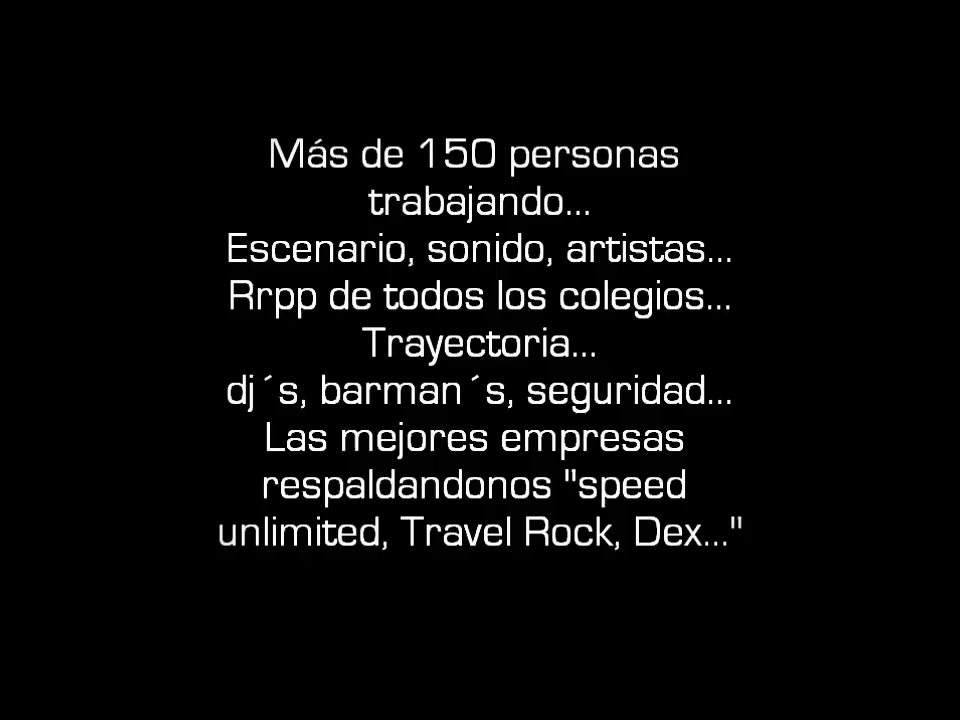 Más de 150 personas
trabajando...
Escenario, sonido, artistas...
Rrpp de todos los colegios...
Trayectoria...
dj´s, barman´s, seguridad...
Las mejores empresas
respaldandonos "speed
unlimited, Travel Rock, Dex..."